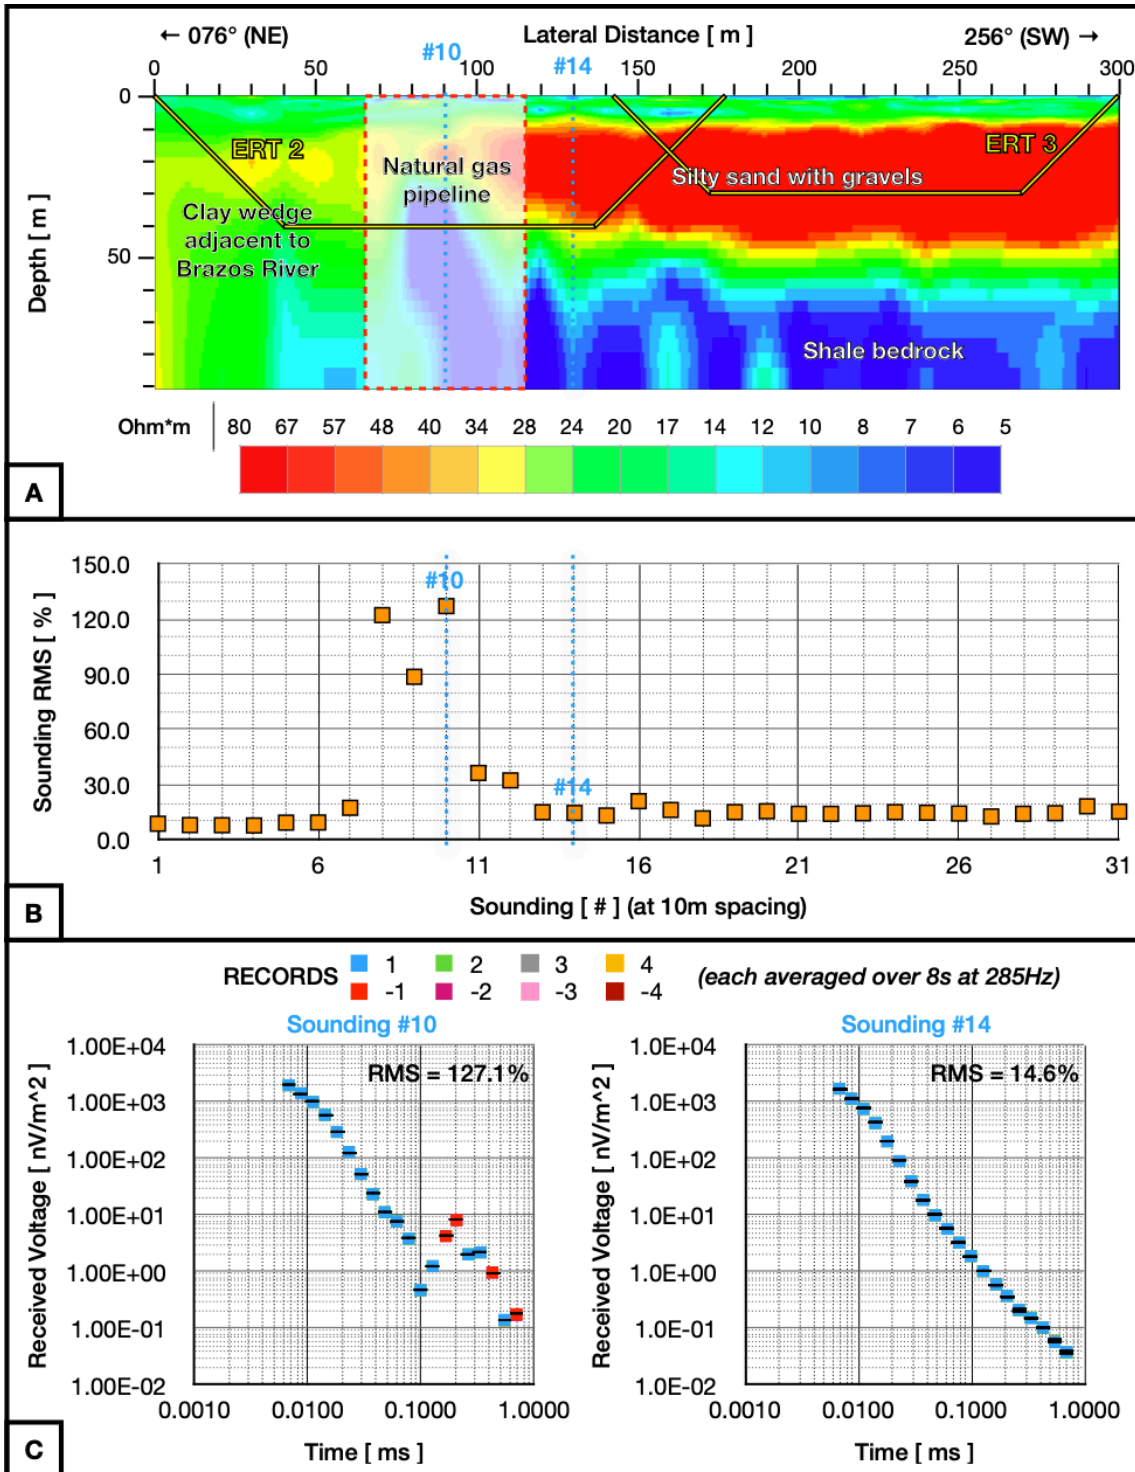 ← 076° (NE)
Lateral Distance [ m ]
256° (SW) →
#10
#14
0
50
100
150
200
250
300
0
50
Depth [ m ]
ERT 2
ERT 3
Natural gas
pipeline
Silty sand with gravels
Clay wedge
adjacent to
Brazos River
Shale bedrock
Ohm*m
80 67 57 48 40 34 28 24 20 17 14 12 10 8 7 6 5
A
150.0
120.0
90.0
60.0
30.0
0.0
Sounding RMS [ % ]
#10
#14
1 6 11 16 21 26 31
Sounding [ # ] (at 10m spacing)
B
RECORDS 1 2 3 4 (each averaged over 8s at 285Hz)
-1 -2 -3 -4
Sounding #10
RMS = 127.1%
1.00E+04
1.00E+03
1.00E+02
1.00E+01
1.00E+00
1.00E-01
1.00E-02
Received Voltage [ nV/m^2 ]
0.0010 0.0100 0.1000 1.0000
Time [ ms ]
Sounding #14
RMS = 14.6%
1.0E+04
1.0E+03
1.0E+02
1.0E+01
1.0E+00
1.0E-01
1.0E-02
Received Voltage [ nV/m^2 ]
0.0010 0.0100 0.1000 1.0000
Time [ ms ]
C